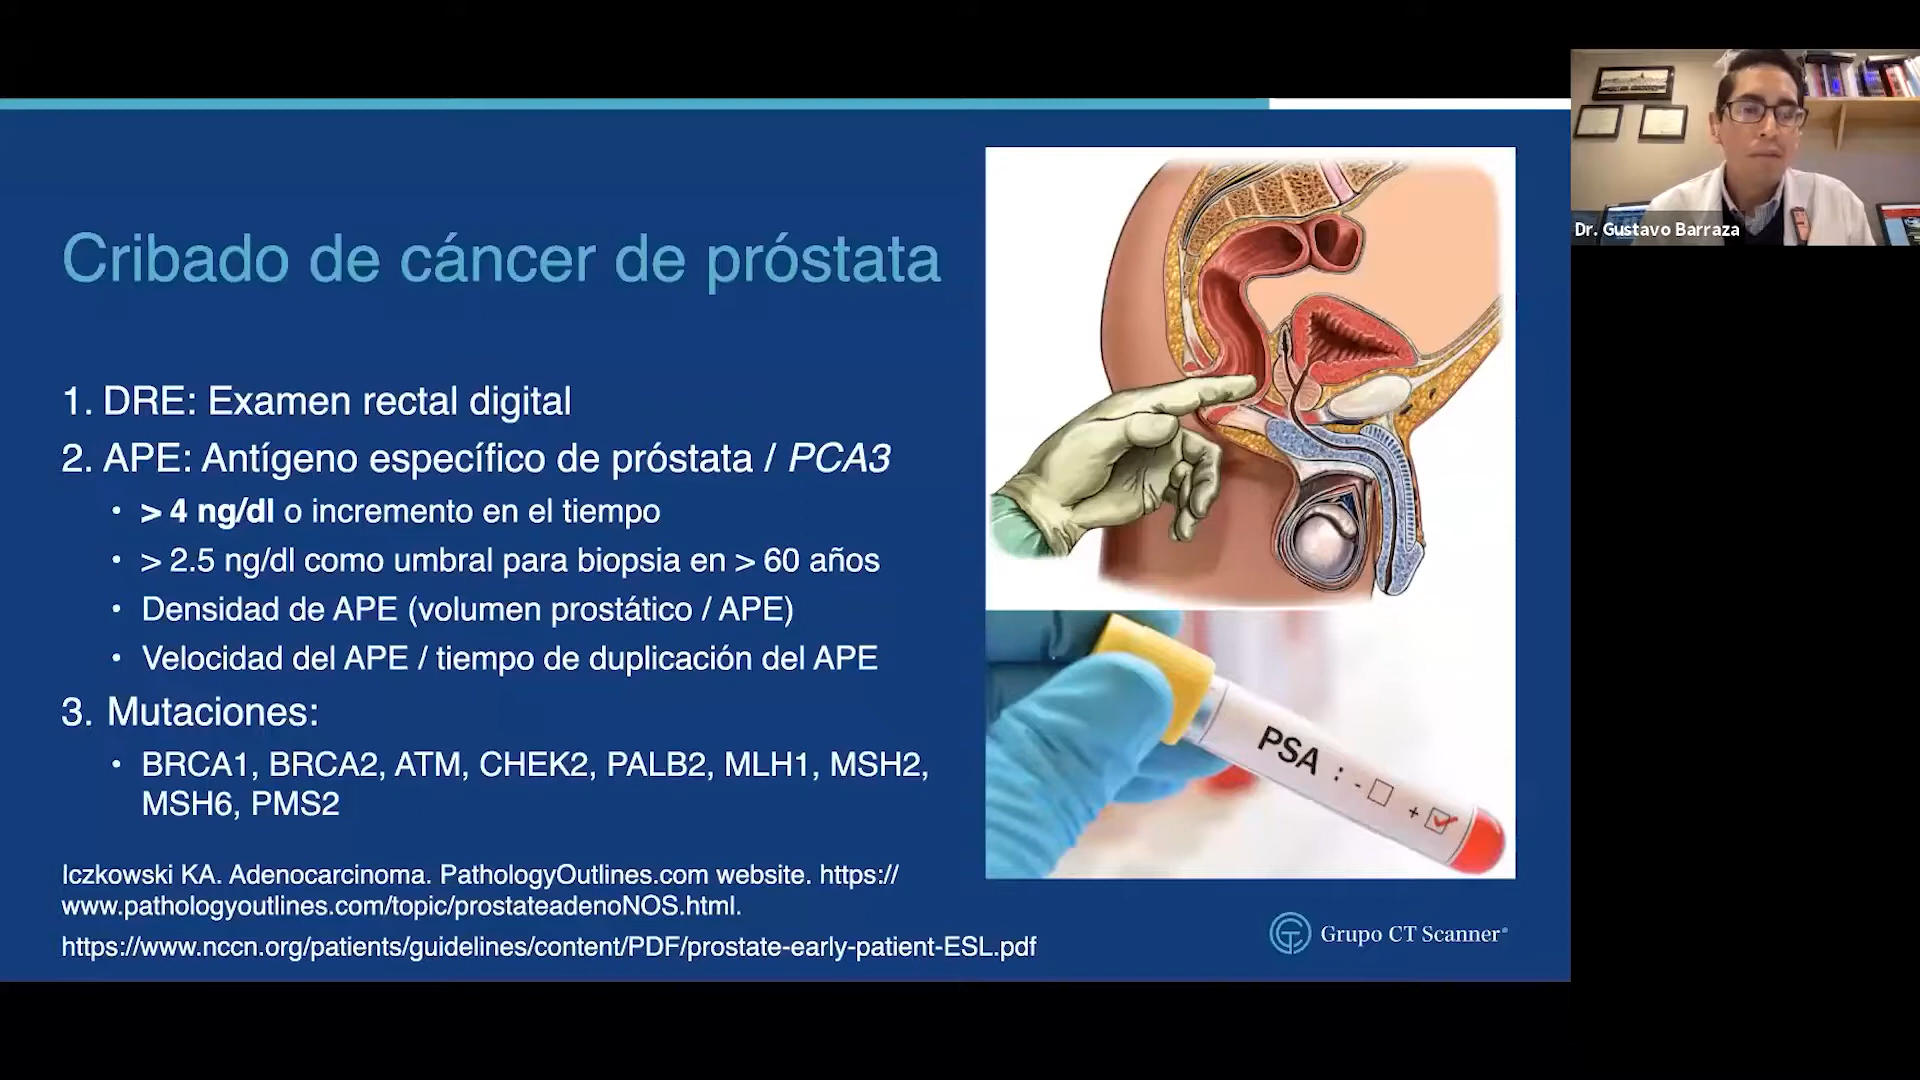 Dr. Gustavo Barraza
Cribado de cáncer de próstata
1. DRE: Examen rectal digital
2. APE: Antígeno específico de próstata / PCA3
• > 4 ng/dl o incremento en el tiempo
• > 2.5 ng/dl como umbral para biopsia en > 60 años
• Densidad de APE (volumen prostático / APE)
• Velocidad del APE / tiempo de duplicación del APE
3. Mutaciones:
• BRCA1, BRCA2, ATM, CHEK2, PALB2, MLH1, MSH2,
MSH6, PMS2
Iczkowski KA. Adenocarcinoma. PathologyOutlines.com website. https://
www.pathologyoutlines.com/topic/prostateadenoNOS.html.
https://www.nccn.org/patients/guidelines/content/PDF/prostate-early-patient-ESL.pdf
PSA : - +
Grupo CT Scanner